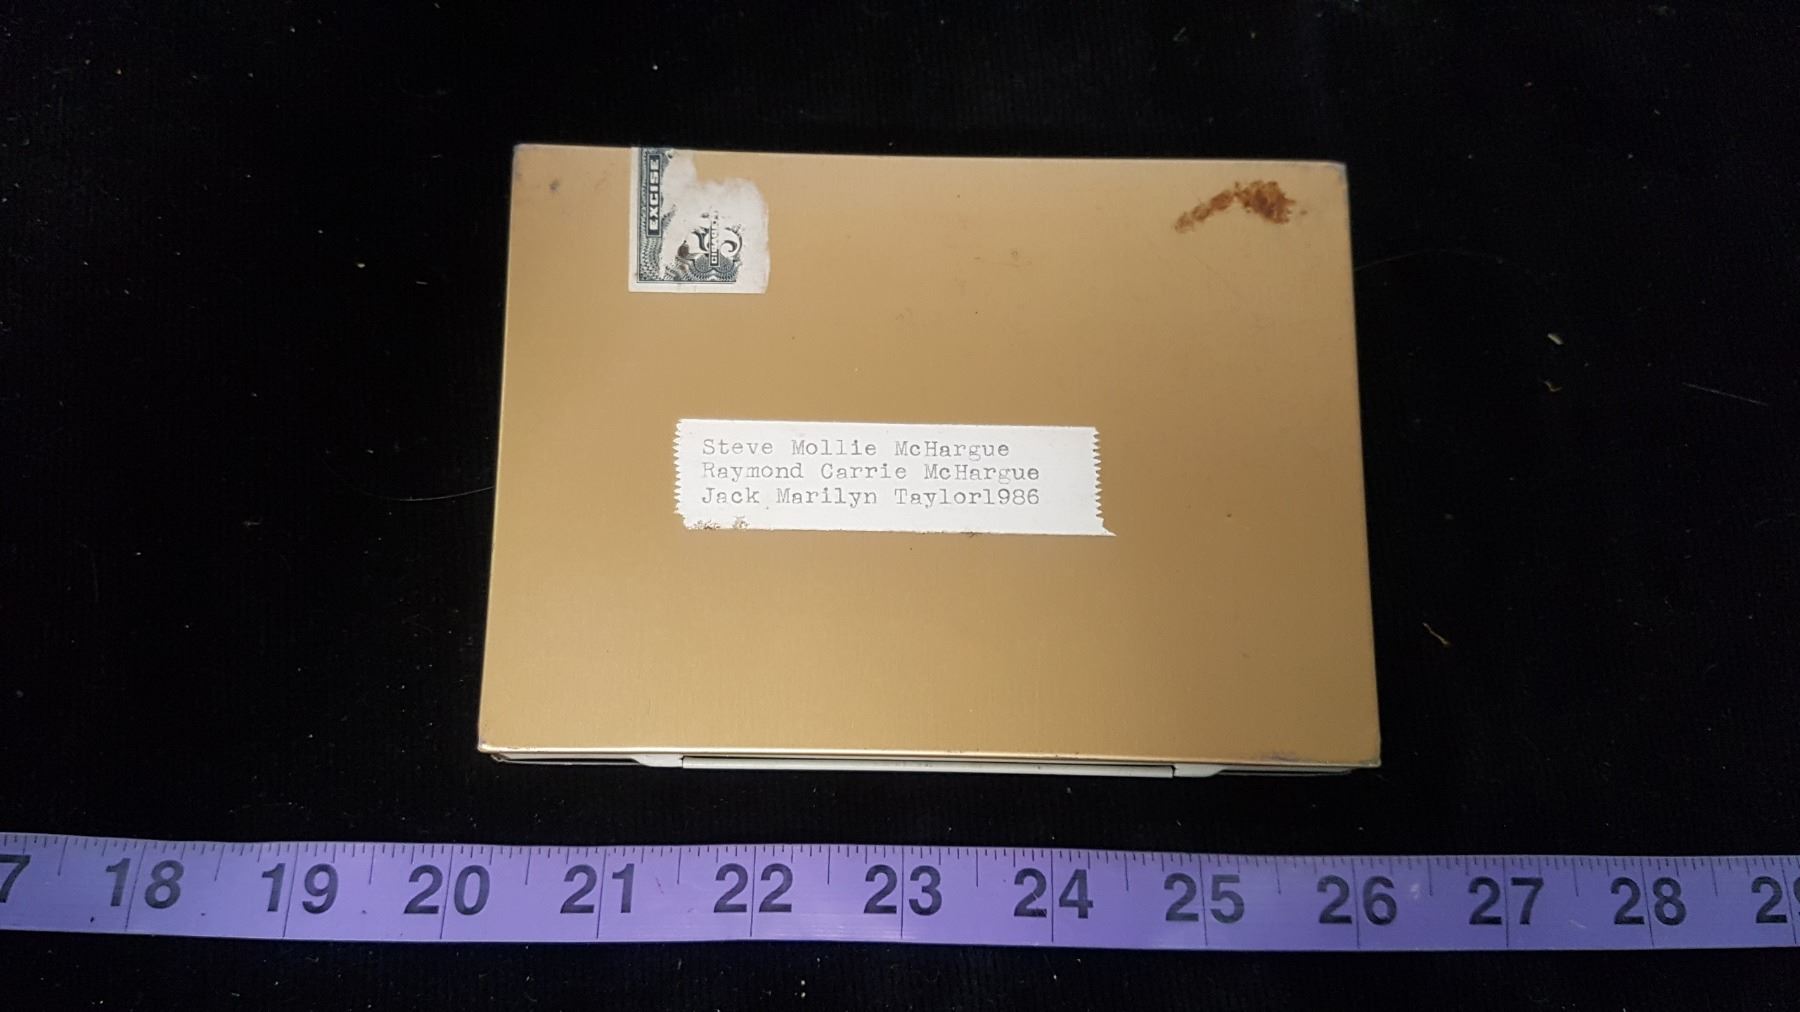 EXCISE
Steve Mollie McHargue
Raymond Carrie McHargue
Jack Marilyn Taylor1986
18 19 20 21 22 23 24 25 26 27 28